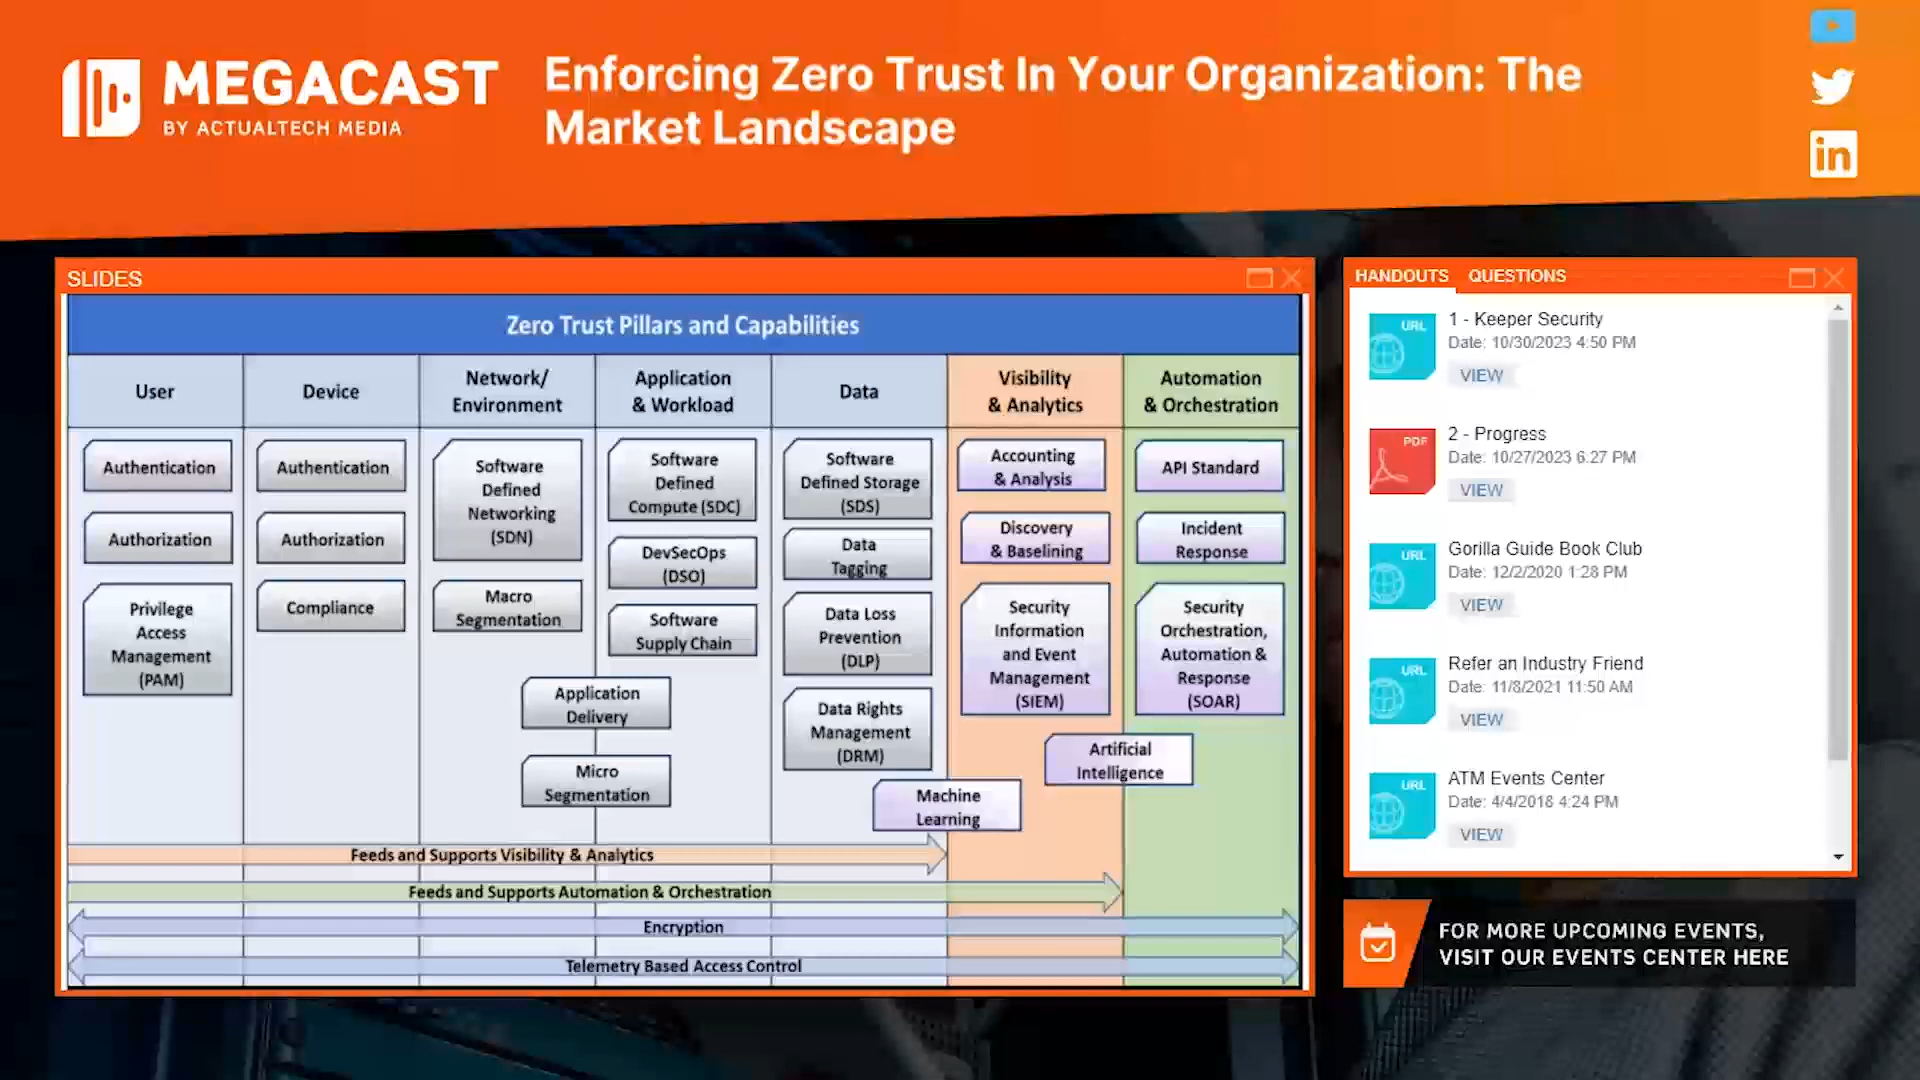 MEGACAST
BY ACTUALTECH MEDIA
Enforcing Zero Trust In Your Organization: The
Market Landscape
in
SLIDES
Zero Trust Pillars and Capabilities
User
Device
Network/
Environment
Application
& Workload
Data
Visibility
& Analytics
Automation
& Orchestration
Authentication
Authorization
Privilege
Access
Management
(PAM)
Authentication
Authorization
Compliance
Software
Defined
Networking
(SDN)
Macro
Segmentation
Software
Defined
Compute (SDC)
DevSecOps
(DSO)
Software
Supply Chain
Application
Delivery
Micro
Segmentation
Software
Defined Storage
(SDS)
Data
Tagging
Data Loss
Prevention
(DLP)
Data Rights
Management
(DRM)
Machine
Learning
Accounting
& Analysis
Discovery
& Baselining
Security
Information
and Event
Management
(SIEM)
Artificial
Intelligence
API Standard
Incident
Response
Security
Orchestration,
Automation &
Response
(SOAR)
Feeds and Supports Visibility & Analytics
Feeds and Supports Automation & Orchestration
Encryption
Telemetry Based Access Control
HANDOUTS QUESTIONS
URL
1 - Keeper Security
Date: 10/30/2023 4:50 PM
VIEW
PDF
2 - Progress
Date: 10/27/2023 6:27 PM
VIEW
URL
Gorilla Guide Book Club
Date: 12/2/2020 1:28 PM
VIEW
URL
Refer an Industry Friend
Date: 11/8/2021 11:50 AM
VIEW
URL
ATM Events Center
Date: 4/4/2018 4:24 PM
VIEW
FOR MORE UPCOMING EVENTS,
VISIT OUR EVENTS CENTER HERE